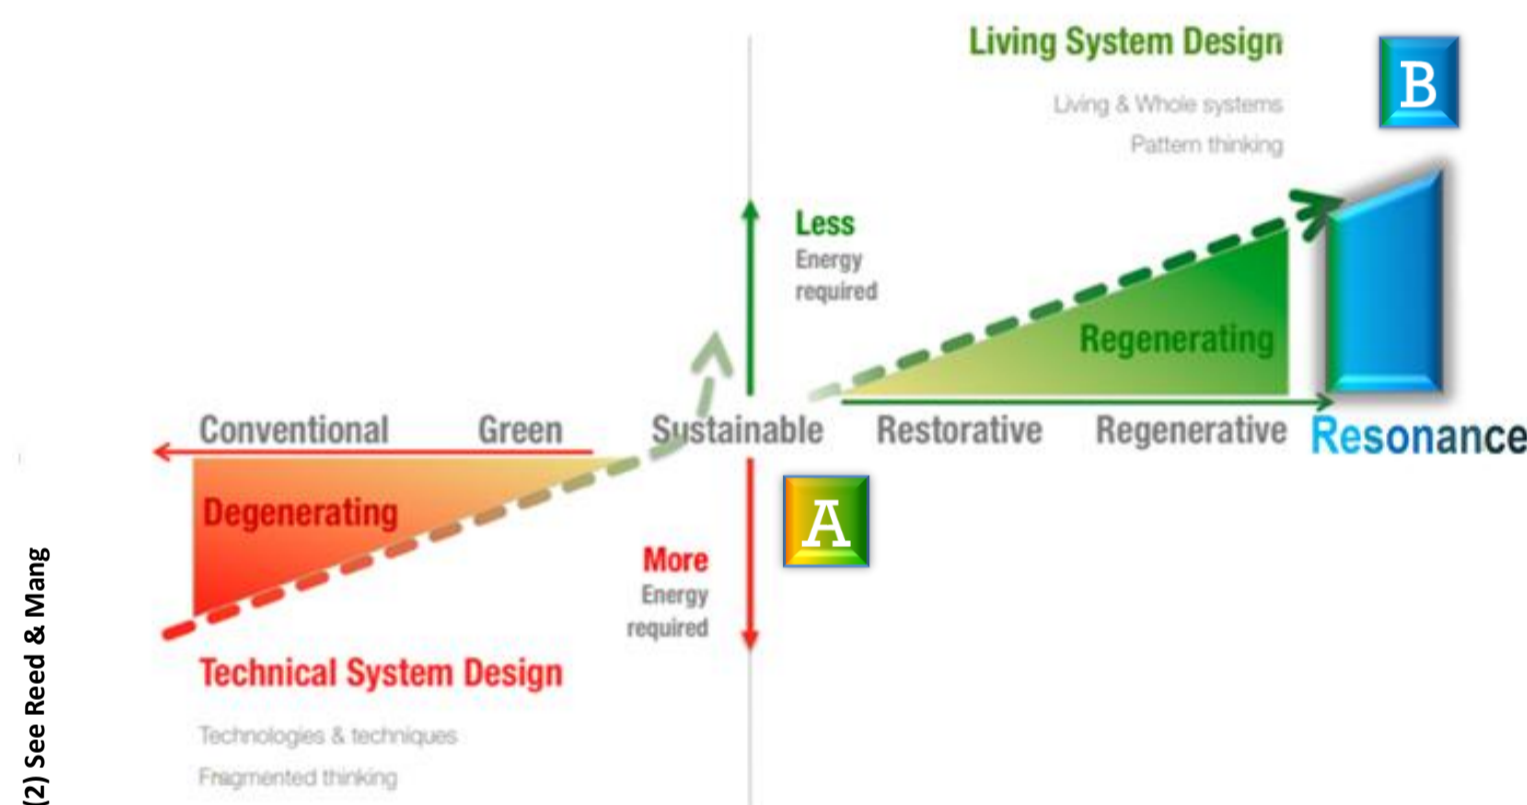 Living System Design
B
Living & Whole systems
Pattern thinking
Less
Energy
required
Regenerating
Conventional Green Sustainable Restorative Regenerative Resonance
Degenerating
A
More
Energy
required
Technical System Design
Technologies & techniques
Fragmented thinking
(2) See Reed & Mang